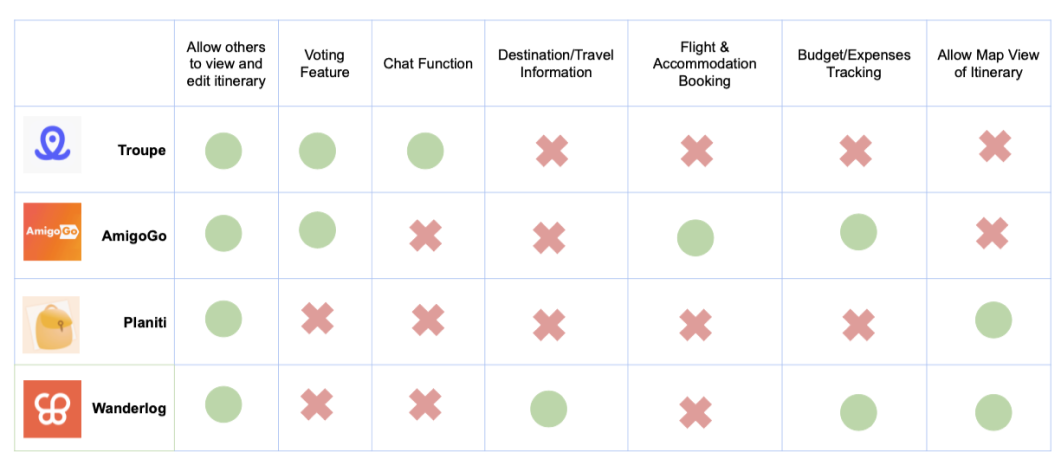 Allow others
to view and
edit itinerary
Voting
Feature
Chat Function
Destination/Travel
Information
Flight &
Accommodation
Booking
Budget/Expenses
Tracking
Allow Map View
of Itinerary
Troupe
AmigoGo
AmigoGo
Planiti
Wanderlog